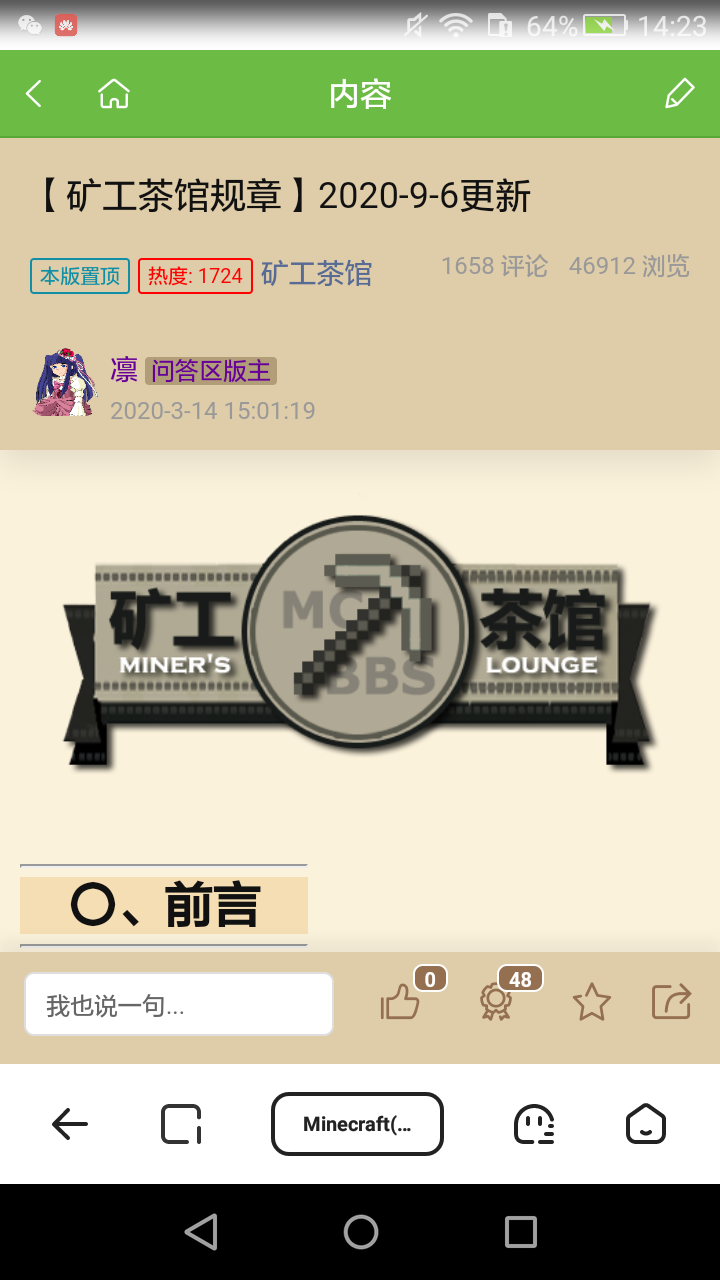 64% 14:23
内容
【矿工茶馆规章】2020-9-6更新
本版置顶 热度: 1724 矿工茶馆 1658 评论 46912 浏览
凛 问答区版主
2020-3-14 15:01:19
矿工 MC 茶馆
MINER'S BBS LOUNGE
〇、前言
我也说一句... 0 48
Minecraft(...